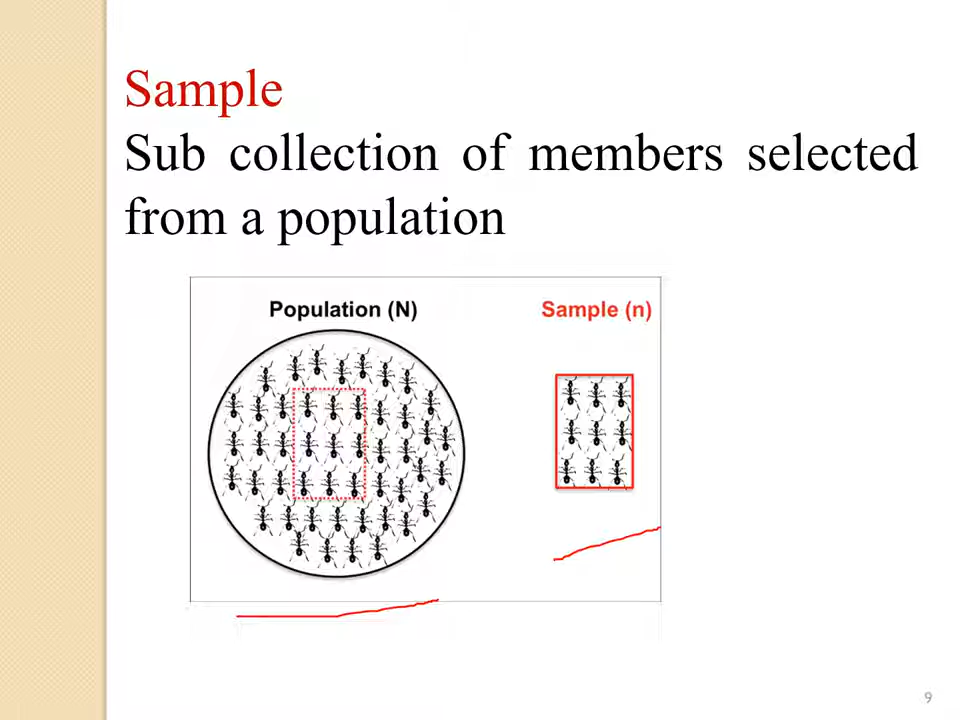 Sample
Sub collection of members selected
from a population
Population (N)
Sample (n)
9